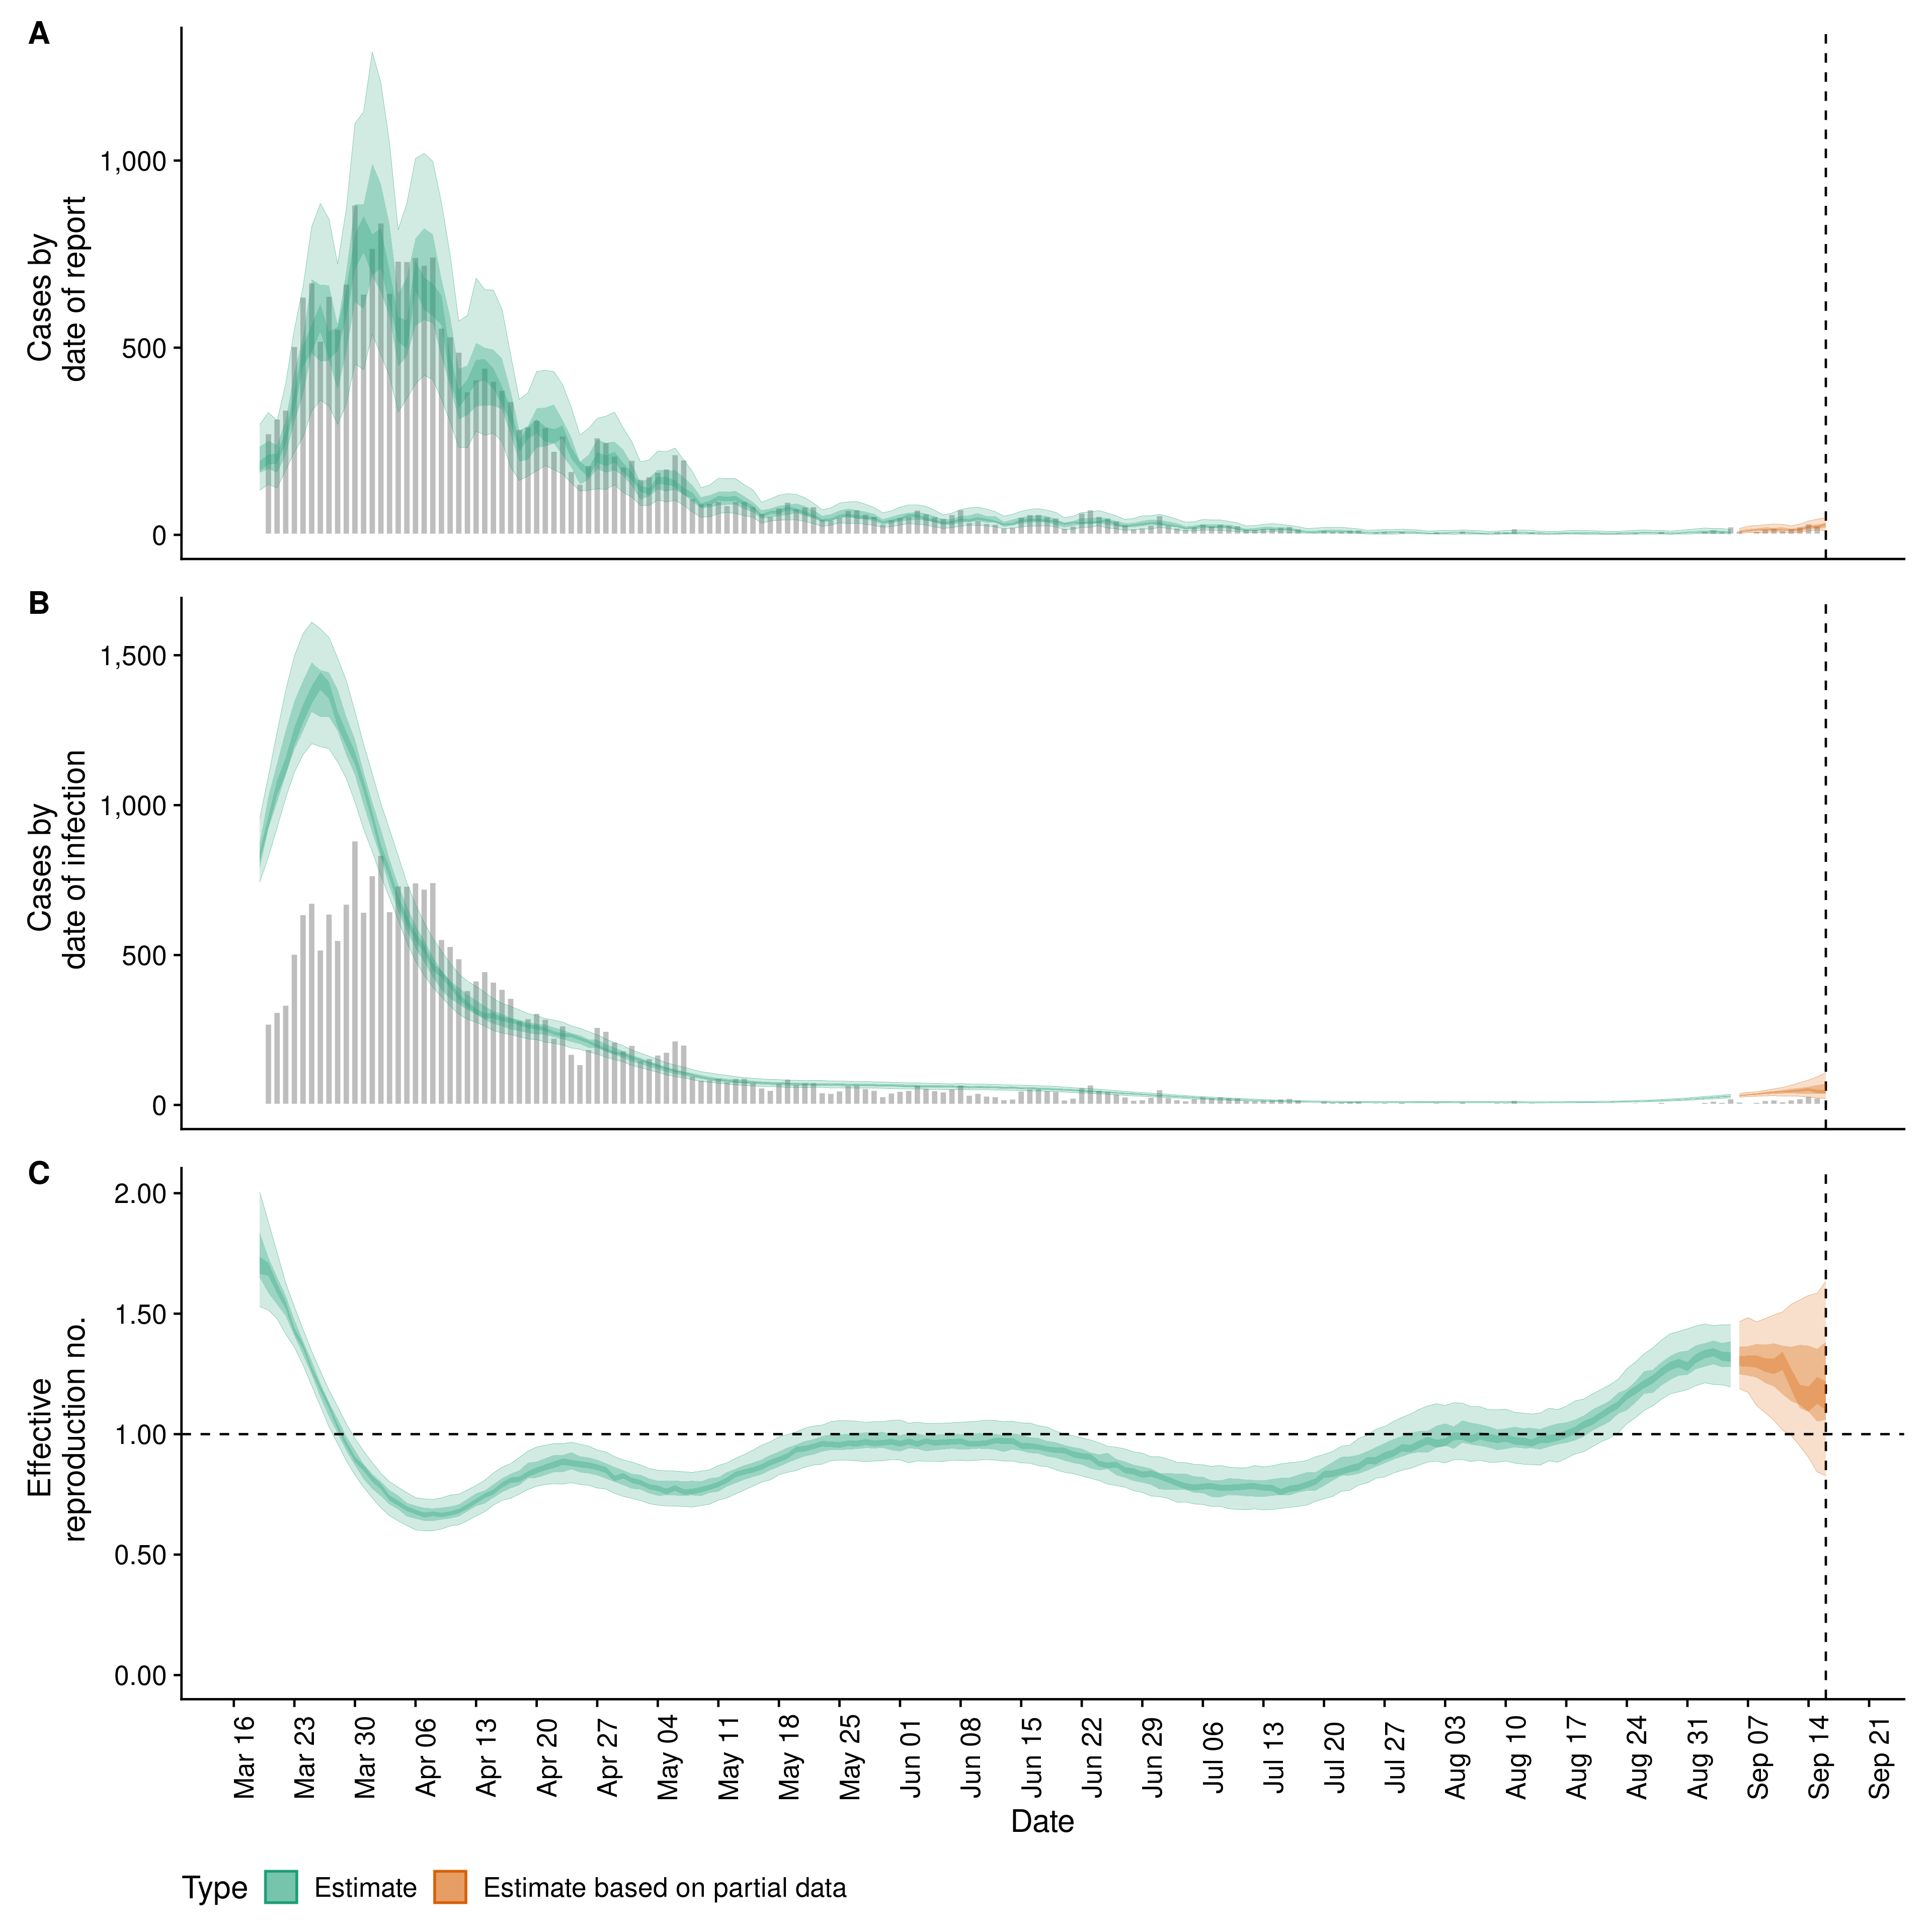 A
Cases by
date of report
1,000
500
0
B
Cases by
date of infection
1,500
1,000
500
0
C
Effective
reproduction no.
2.00
1.50
1.00
0.50
0.00
Mar 16
Mar 23
Mar 30
Apr 06
Apr 13
Apr 20
Apr 27
May 04
May 11
May 18
May 25
Jun 01
Jun 08
Jun 15
Jun 22
Jun 29
Jul 06
Jul 13
Jul 20
Jul 27
Aug 03
Aug 10
Aug 17
Aug 24
Aug 31
Sep 07
Sep 14
Sep 21
Date
Type Estimate Estimate based on partial data